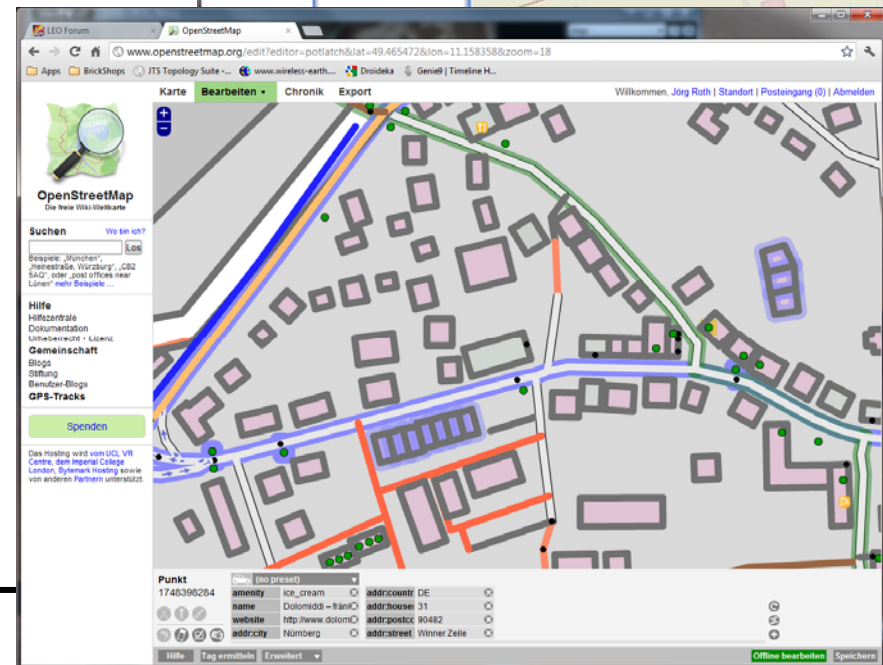 LEO Forum
OpenStreetMap
www.openstreetmap.org/edit?editor=potlatch&lat=49.465472&lon=11.158358&zoom=18
Apps BrickShops JTS Topology Suite -... www.wireless-earth.... Droideka Genie9 | Timeline H...
Karte Bearbeiten Chronik Export Willkommen, Jörg Roth | Standort | Posteingang (0) | Abmelden
OpenStreetMap
Die freie Wiki-Weltkarte
Suchen Wo bin ich?
Los
Beispiele: „München“,
„Heinestraße, Würzburg“, „CB2
5AQ“, oder „post offices near
Lünen“ mehr Beispiele ...
Hilfe
Hilfezentrale
Dokumentation
Urheberrecht + Lizenz
Gemeinschaft
Blogs
Stiftung
Benutzer-Blogs
GPS-Tracks
Spenden
Das Hosting wird vom UCL VR
Centre, dem Imperial College
London, Bytemark Hosting sowie
von anderen Partnern unterstützt.
Punkt
1748398284
(no preset)
amenity ice_cream addr:countr DE
name Dolomiddi – fränk addr:house 31
website http://www.dolomi addr:postcc 90482
addr:city Nürnberg addr:street Winner Zeile
Hilfe Tag ermitteln Erweitert Offline bearbeiten Speichern